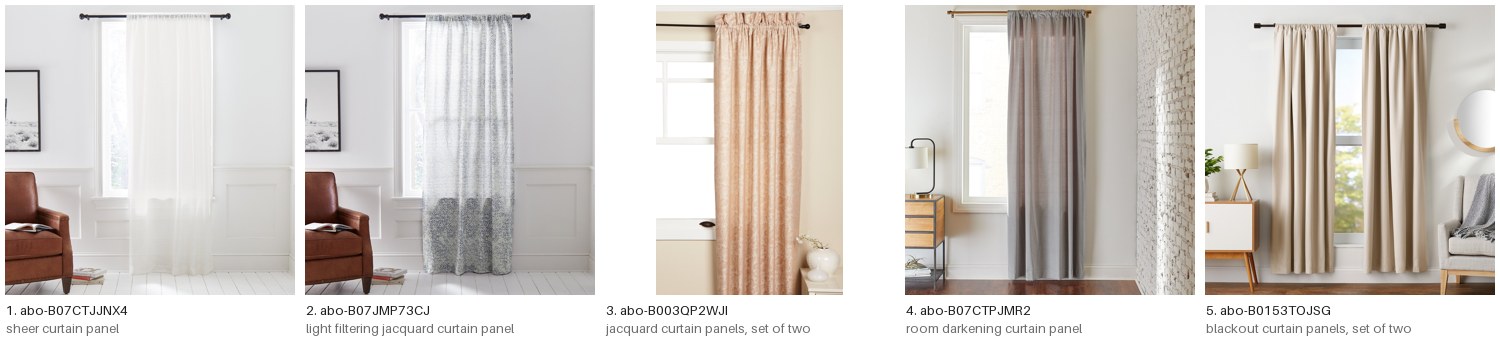 1. abo-B07CTJJNX4
sheer curtain panel
2. abo-B07JMP73CJ
light filtering jacquard curtain panel
3. abo-B003QP2WJI
jacquard curtain panels, set of two
4. abo-B07CTPJMR2
room darkening curtain panel
5. abo-B0153TOJSG
blackout curtain panels, set of two